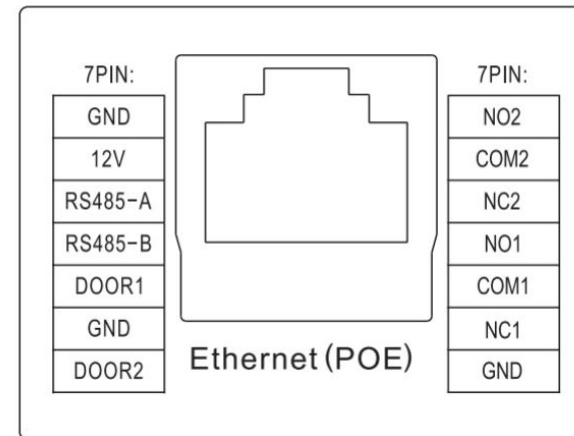 7PIN:
GND
12V
RS485-A
RS485-B
DOOR1
GND
DOOR2
Ethernet (POE)
7PIN:
NO2
COM2
NC2
NO1
COM1
NC1
GND